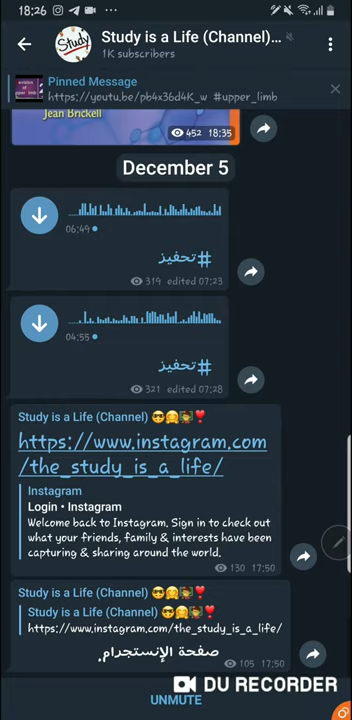 18:26
Study is a Life (Channel)...
1K subscribers
Study
Pinned Message
https://youtu.be/pb4x36d4K_w #upper_limb
Jean Brickell
452 18:35
December 5
06:49
#تحفيز
319 edited 07:23
04:55
#تحفيز
321 edited 07:28
Study is a Life (Channel) 😎🤗👨‍🏫❣️
https://www.instagram.com
/the_study_is_a_life/
Instagram
Login • Instagram
Welcome back to Instagram. Sign in to check out
what your friends, family & interests have been
capturing & sharing around the world.
130 17:50
Study is a Life (Channel) 😎🤗👨‍🏫❣️
Study is a Life (Channel) 😎🤗👨‍🏫❣️
https://www.instagram.com/the_study_is_a_life/
صفحة الإنستجرام.
105 17:50
DU RECORDER
UNMUTE